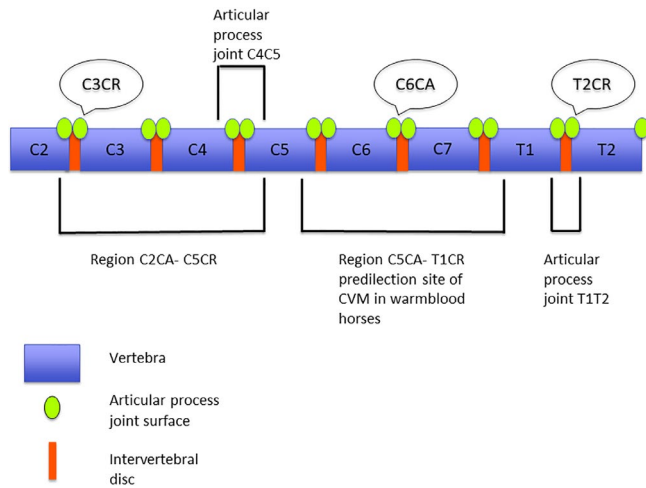 Articular
process
joint C4C5
C3CR
C6CA
T2CR
C2
C3
C4
C5
C6
C7
T1
T2
Region C2CA- C5CR
Region C5CA- T1CR
predilection site of
CVM in warmblood
horses
Articular
process
joint T1T2
Vertebra
Articular process
joint surface
Intervertebral
disc